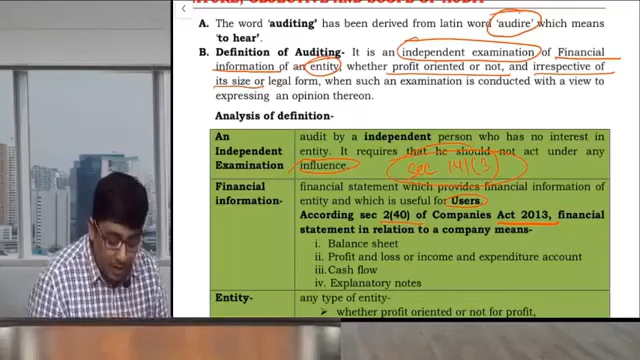 NATURE, OBJECTIVE AND SCOPE OF AUDIT
A. The word 'auditing' has been derived from latin word 'audire' which means
'to hear'.
B. Definition of Auditing- It is an independent examination of Financial
information of an entity, whether profit oriented or not, and irrespective of
its size or legal form, when such an examination is conducted with a view to
expressing an opinion thereon.
Analysis of definition-
An
Independent
Examination
audit by a independent person who has no interest in
entity. It requires that he should not act under any
influence.
Sec 141(3)
Financial
information-
financial statement which provides financial information of
entity and which is useful for Users.
According sec 2(40) of Companies Act 2013, financial
statement in relation to a company means-
i. Balance sheet
ii. Profit and loss or income and expenditure account
iii. Cash flow
iv. Explanatory notes
Entity-
any type of entity-
➢ whether profit oriented or not for profit,